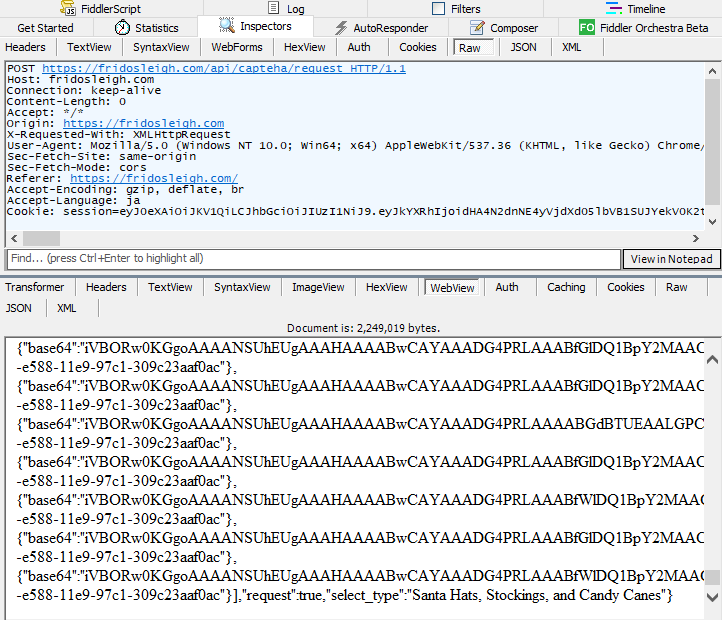 FiddlerScript Log Filters Timeline
Get Started Statistics Inspectors AutoResponder Composer FO Fiddler Orchestra Beta
Headers TextView SyntaxView WebForms HexView Auth Cookies Raw JSON XML
POST https://fridosleigh.com/api/capteha/request HTTP/1.1
Host: fridosleigh.com
Connection: keep-alive
Content-Length: 0
Accept: */*
Origin: https://fridosleigh.com
X-Requested-With: XMLHttpRequest
User-Agent: Mozilla/5.0 (Windows NT 10.0; Win64; x64) AppleWebKit/537.36 (KHTML, like Gecko) Chrome/
Sec-Fetch-Site: same-origin
Sec-Fetch-Mode: cors
Referer: https://fridosleigh.com/
Accept-Encoding: gzip, deflate, br
Accept-Language: ja
Cookie:
Find... (press Ctrl+Enter to highlight all) View in Notepad
Transformer Headers TextView SyntaxView ImageView HexView WebView Auth Caching Cookies Raw
JSON XML
Document is: 2,249,019 bytes.
{"base64":"iVBORw0KGgoAAAANSUhEUgAAAHAAAABwCAYAAADG4PRLAAABfGlDQ1BpY2MAAC
-e588-11e9-97c1-309c23aaf0ac"},
{"base64":"iVBORw0KGgoAAAANSUhEUgAAAHAAAABwCAYAAADG4PRLAAABfGlDQ1BpY2MAAC
-e588-11e9-97c1-309c23aaf0ac"},
{"base64":"iVBORw0KGgoAAAANSUhEUgAAAHAAAABwCAYAAADG4PRLAAAABGdBTUEAALGPC
-e588-11e9-97c1-309c23aaf0ac"},
{"base64":"iVBORw0KGgoAAAANSUhEUgAAAHAAAABwCAYAAADG4PRLAAABfGlDQ1BpY2MAAC
-e588-11e9-97c1-309c23aaf0ac"},
{"base64":"iVBORw0KGgoAAAANSUhEUgAAAHAAAABwCAYAAADG4PRLAAABfWlDQ1BpY2MAAC
-e588-11e9-97c1-309c23aaf0ac"},
{"base64":"iVBORw0KGgoAAAANSUhEUgAAAHAAAABwCAYAAADG4PRLAAABfGlDQ1BpY2MAAC
-e588-11e9-97c1-309c23aaf0ac"},
{"base64":"iVBORw0KGgoAAAANSUhEUgAAAHAAAABwCAYAAADG4PRLAAABfWlDQ1BpY2MAAC
-e588-11e9-97c1-309c23aaf0ac"}],"request":true,"select_type":"Santa Hats, Stockings, and Candy Canes"}